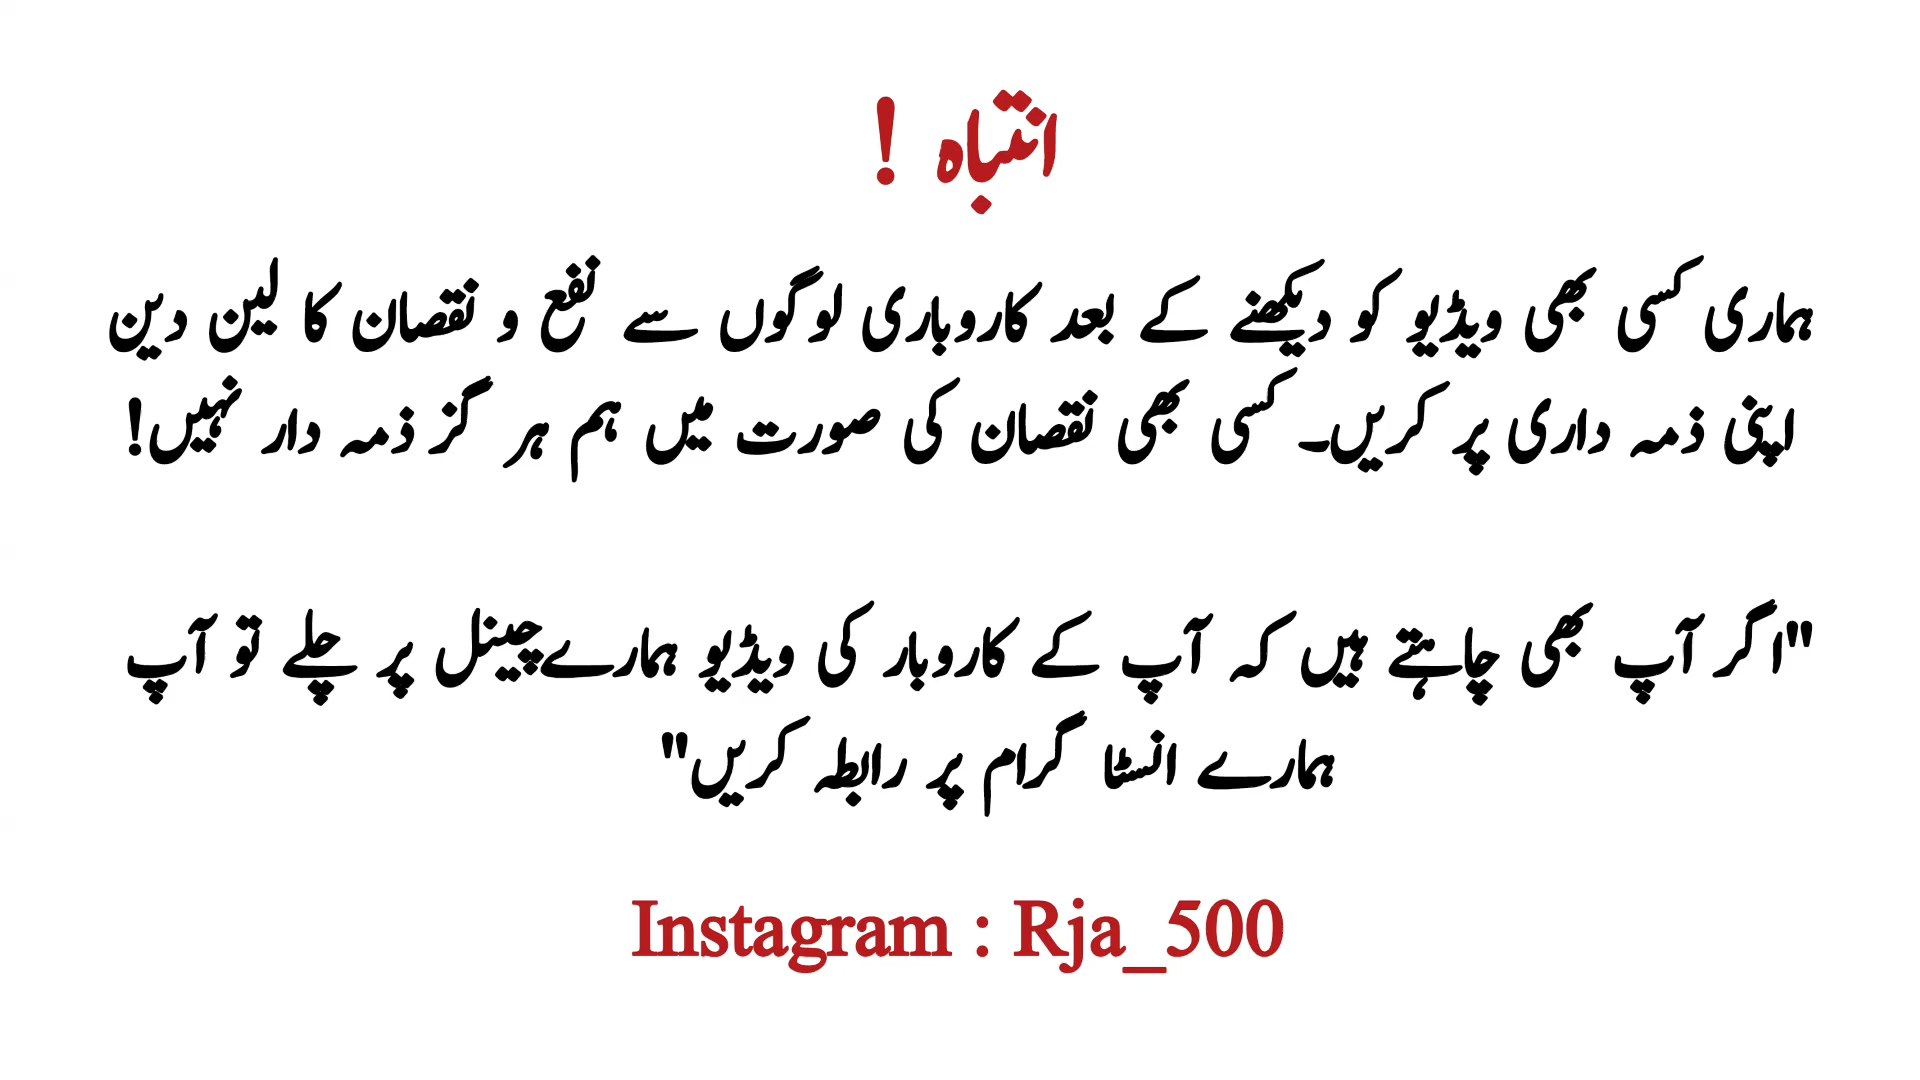 انتباہ !
ہماری کسی بھی ویڈیو کو دیکھنے کے بعد کاروباری لوگوں سے نفع و نقصان کا لین دین
اپنی ذمہ داری پر کریں۔ کسی بھی نقصان کی صورت میں ہم ہر گز ذمہ دار نہیں!
"اگر آپ بھی چاہتے ہیں کہ آپ کے کاروبار کی ویڈیو ہمارے چینل پر چلے تو آپ
ہمارے انسٹا گرام پر رابطہ کریں"
Instagram : Rja_500